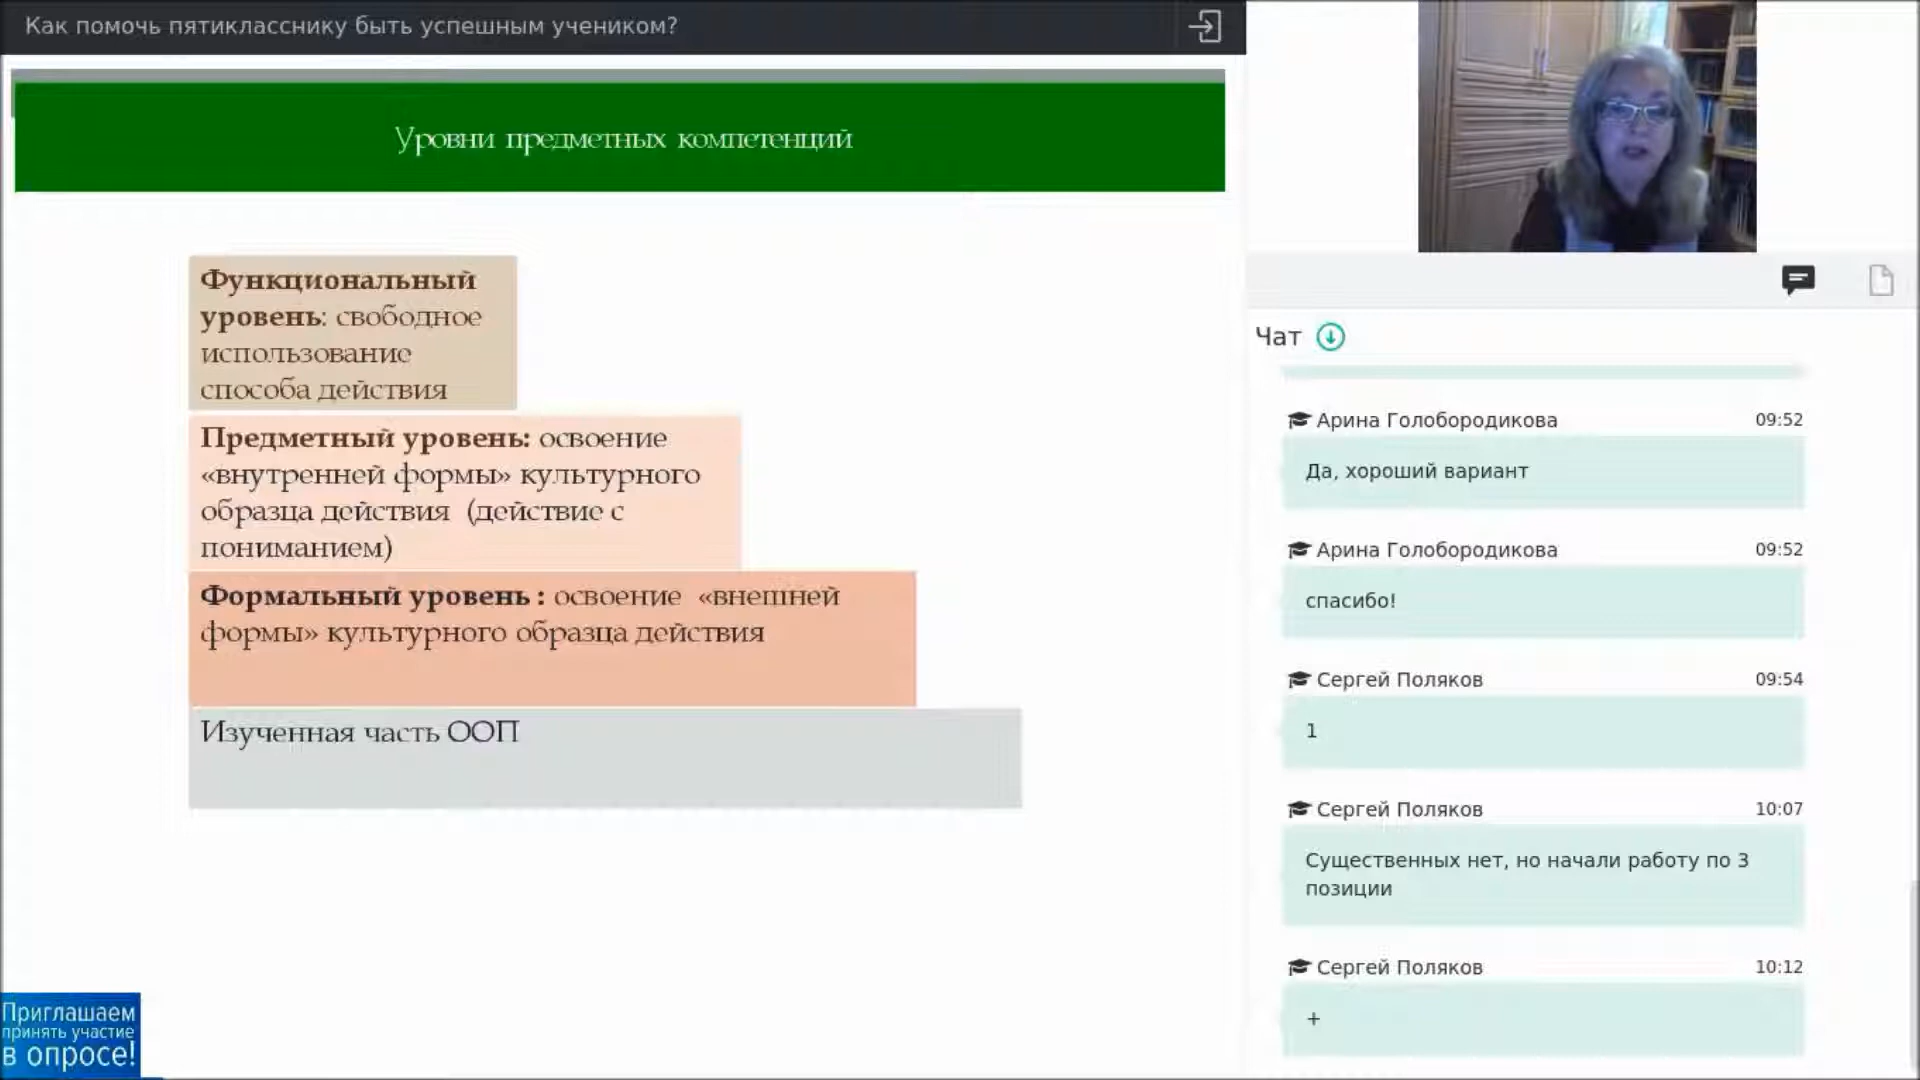 Как помочь пятикласснику быть успешным учеником?
Уровни предметных компетенций
Функциональный
уровень: свободное
использование
способа действия
Предметный уровень: освоение
«внутренней формы» культурного
образца действия (действие с
пониманием)
Формальный уровень : освоение «внешней
формы» культурного образца действия
Изученная часть ООП
Приглашаем
принять участие
в опросе!
Чат
Арина Голобородикова 09:52
Да, хороший вариант
Арина Голобородикова 09:52
спасибо!
Сергей Поляков 09:54
1
Сергей Поляков 10:07
Существенных нет, но начали работу по 3
позиции
Сергей Поляков 10:12
+